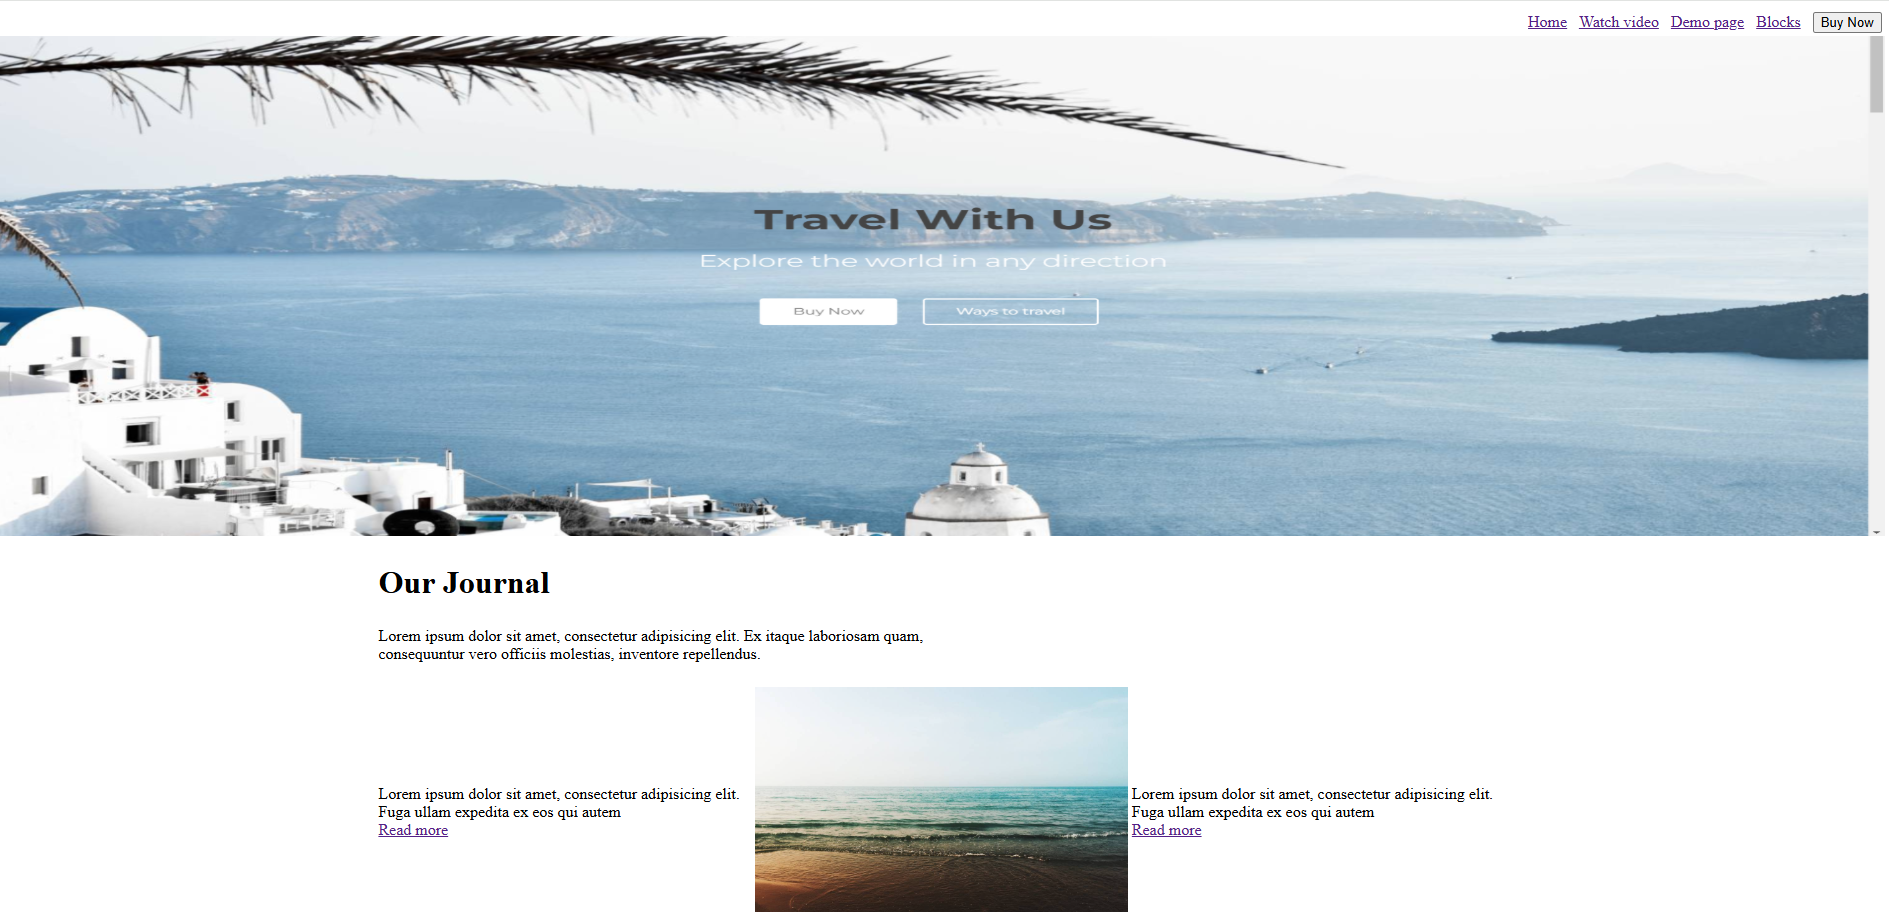 Home Watch video Demo page Blocks Buy Now
Travel With Us
Explore the world in any direction
Buy Now Ways to travel
Our Journal
Lorem ipsum dolor sit amet, consectetur adipisicing elit. Ex itaque laboriosam quam,
consequuntur vero officiis molestias, inventore repellendus.
Lorem ipsum dolor sit amet, consectetur adipisicing elit.
Fuga ullam expedita ex eos qui autem
Read more
Lorem ipsum dolor sit amet, consectetur adipisicing elit.
Fuga ullam expedita ex eos qui autem
Read more